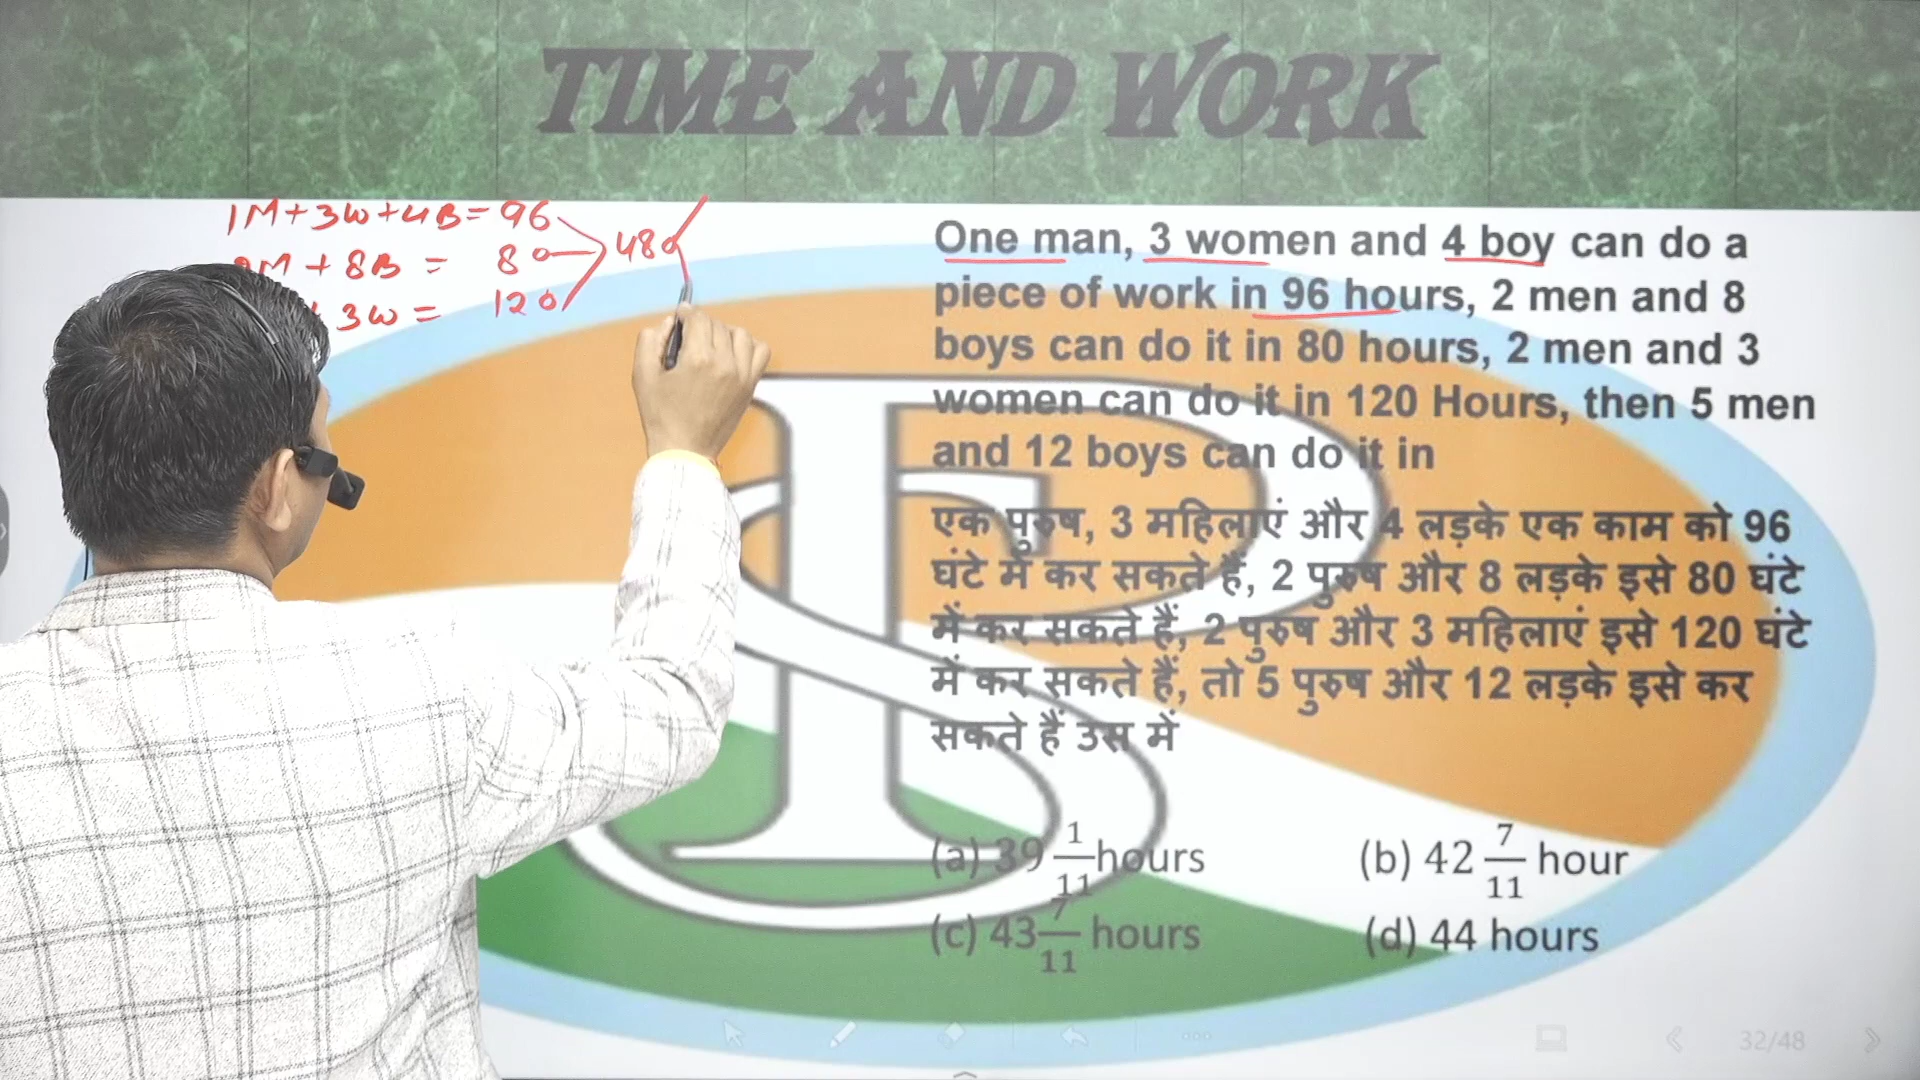 TIME AND WORK
1M+3W+4B=96
M + 8B = 80
3W = 120
480
One man, 3 women and 4 boy can do a
piece of work in 96 hours, 2 men and 8
boys can do it in 80 hours, 2 men and 3
women can do it in 120 Hours, then 5 men
and 12 boys can do it in
एक पुरुष, 3 महिलाएं और 4 लड़के एक काम को 96
घंटे में कर सकते हैं, 2 पुरुष और 8 लड़के इसे 80 घंटे
में कर सकते हैं, 2 पुरुष और 3 महिलाएं इसे 120 घंटे
में कर सकते हैं, तो 5 पुरुष और 12 लड़के इसे कर
सकते हैं उस में
(a) 39 1/11 hours (b) 42 7/11 hour
(c) 43 7/11 hours (d) 44 hours
32/48